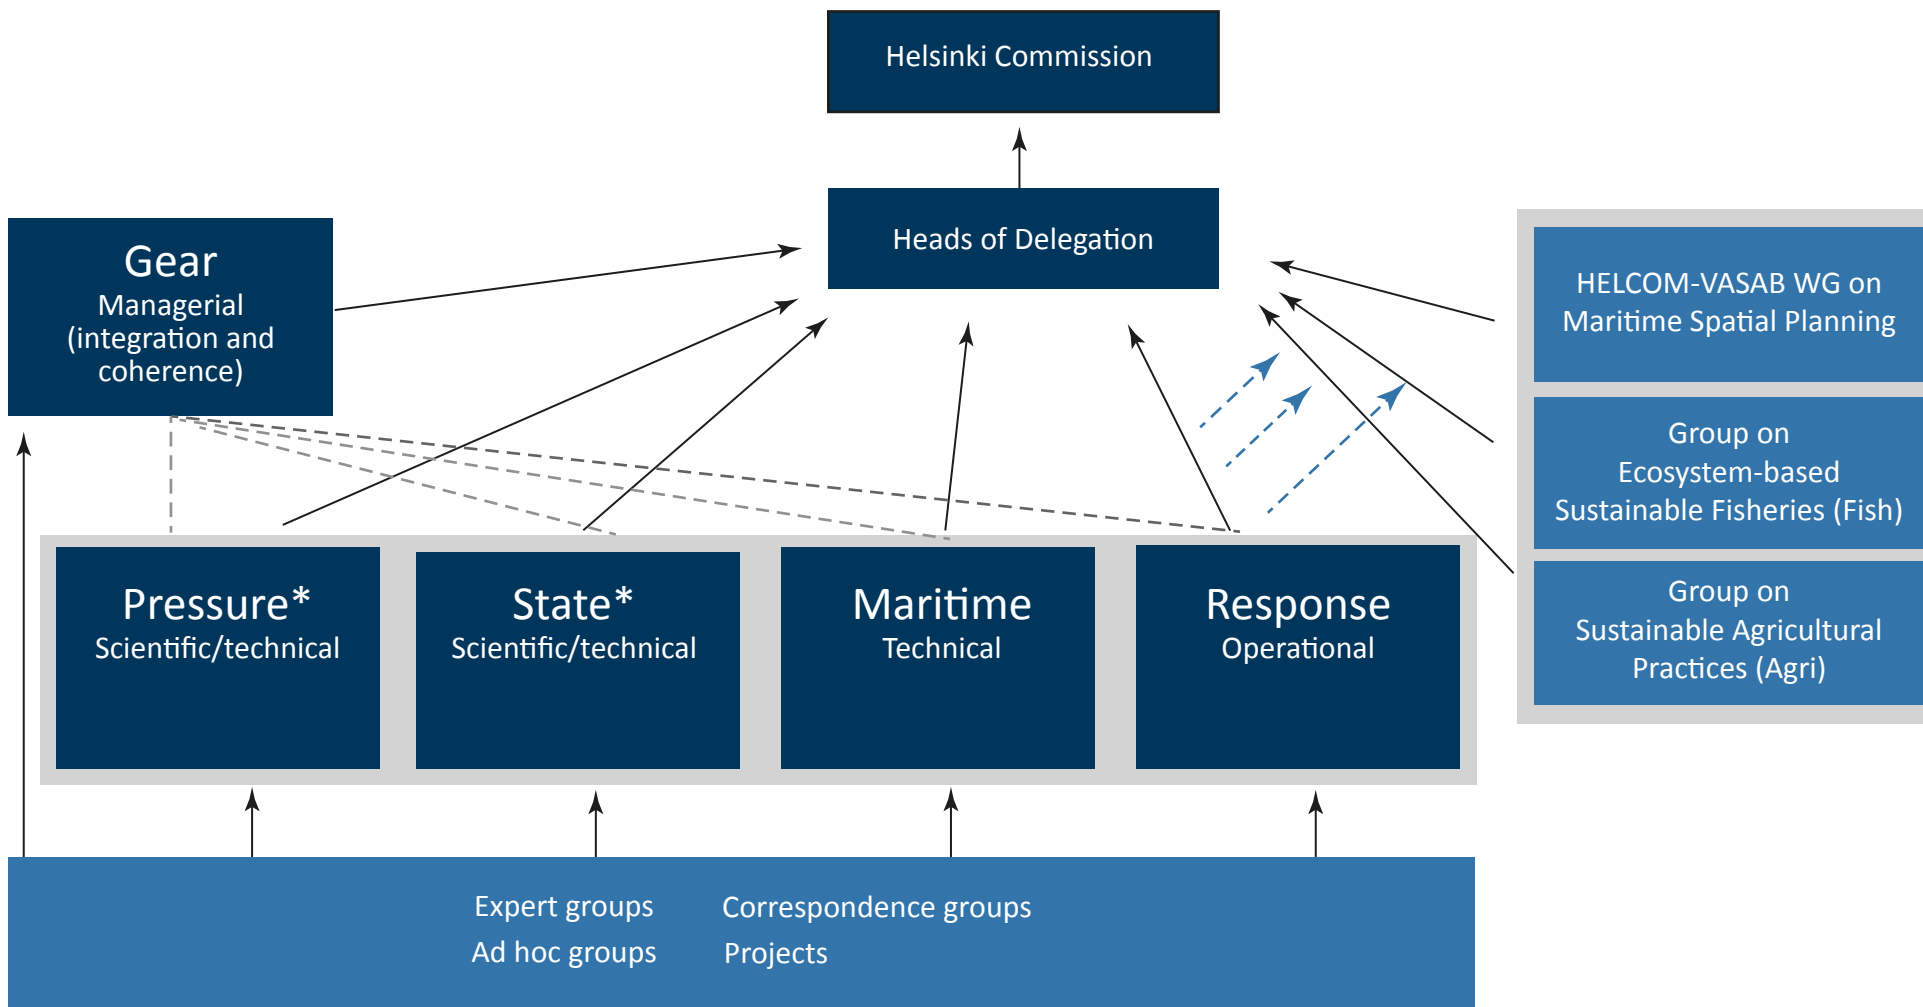 Helsinki Commission
Heads of Delegation
Gear
Managerial
(integration and
coherence)
HELCOM-VASAB WG on
Maritime Spatial Planning
Group on
Ecosystem-based
Sustainable Fisheries (Fish)
Group on
Sustainable Agricultural
Practices (Agri)
Pressure*
Scientific/technical
State*
Scientific/technical
Maritime
Technical
Response
Operational
Expert groups
Correspondence groups
Ad hoc groups
Projects